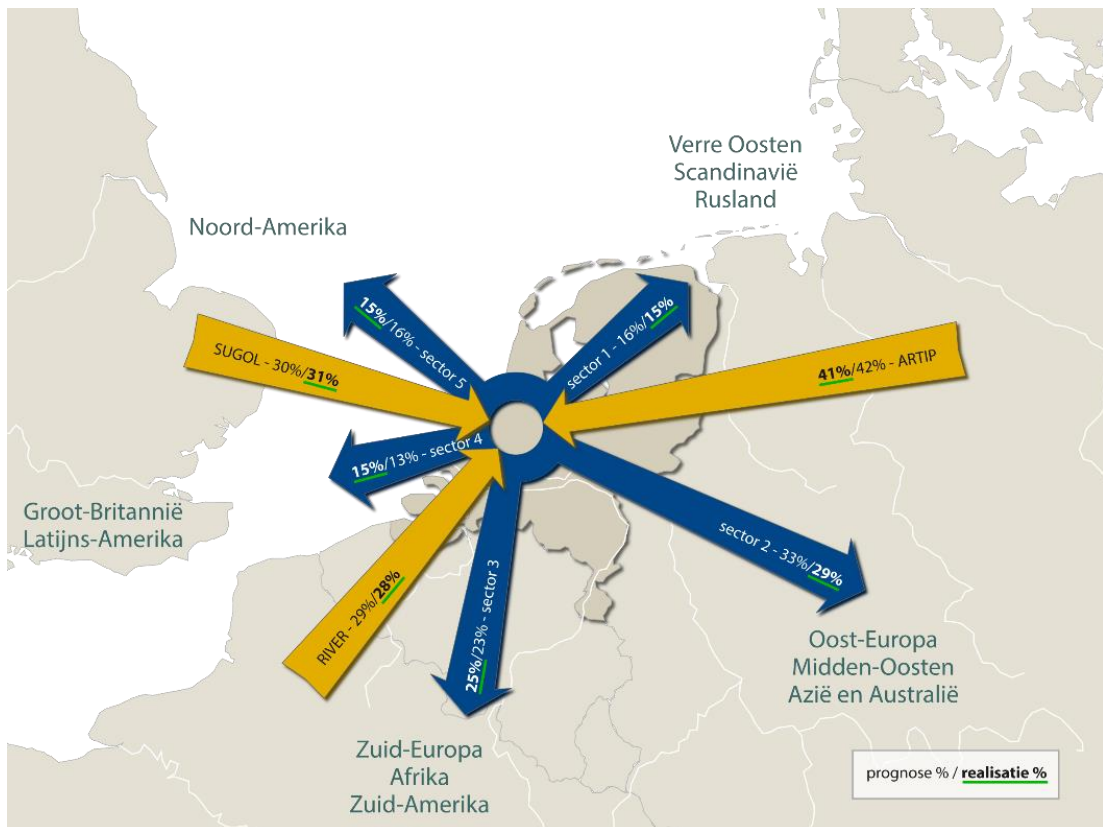 Verre Oosten
Scandinavië
Rusland
Noord-Amerika
15%/16% - sector 5
sector 1 - 16%/15%
SUGOL - 30%/31%
41%/42% - ARTIP
15%/13% - sector 4
Groot-Britannië
Latijns-Amerika
sector 2 - 33%/29%
RIVER - 29%/28%
25%/23% - sector 3
Oost-Europa
Midden-Oosten
Azië en Australië
Zuid-Europa
Afrika
Zuid-Amerika
prognose % / realisatie %